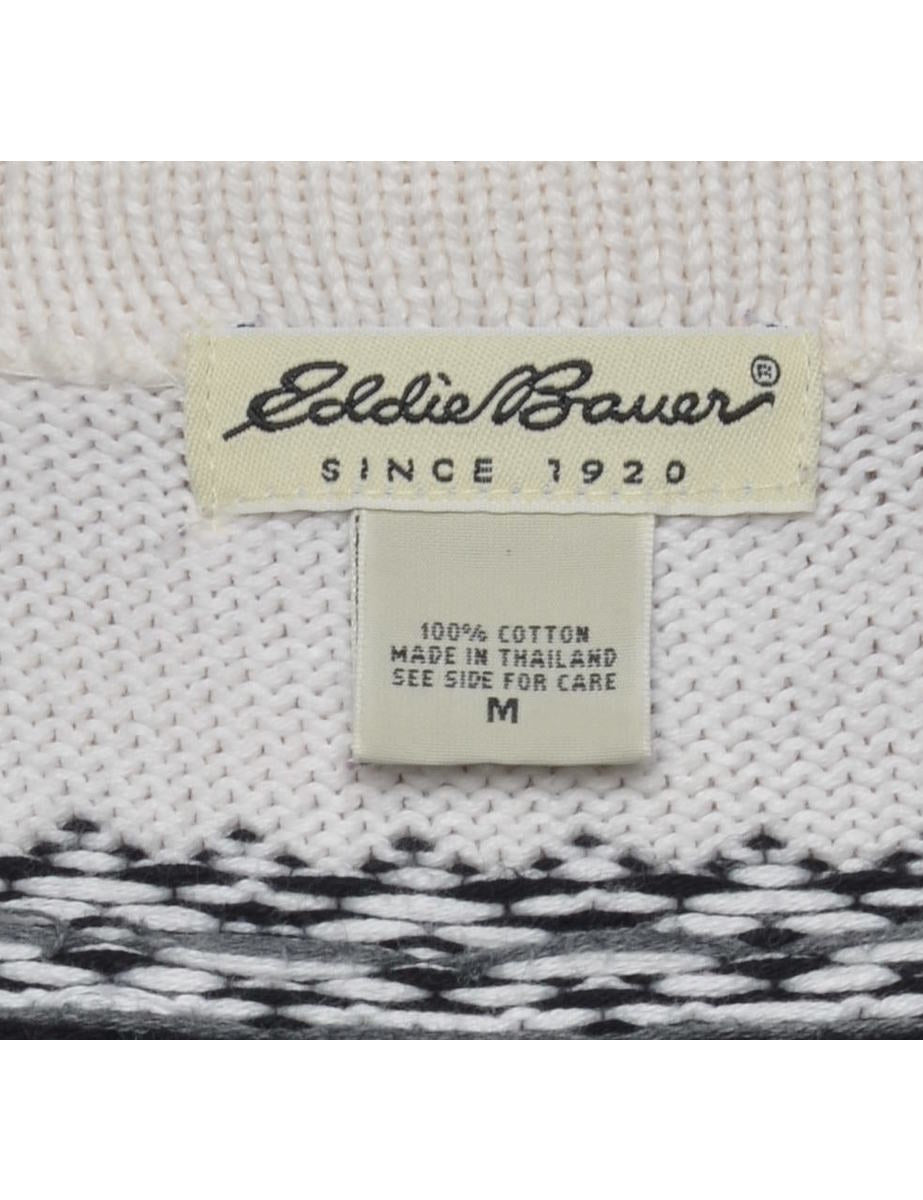 Eddie Bauer®
SINCE 1920
100% COTTON
MADE IN THAILAND
SEE SIDE FOR CARE
M